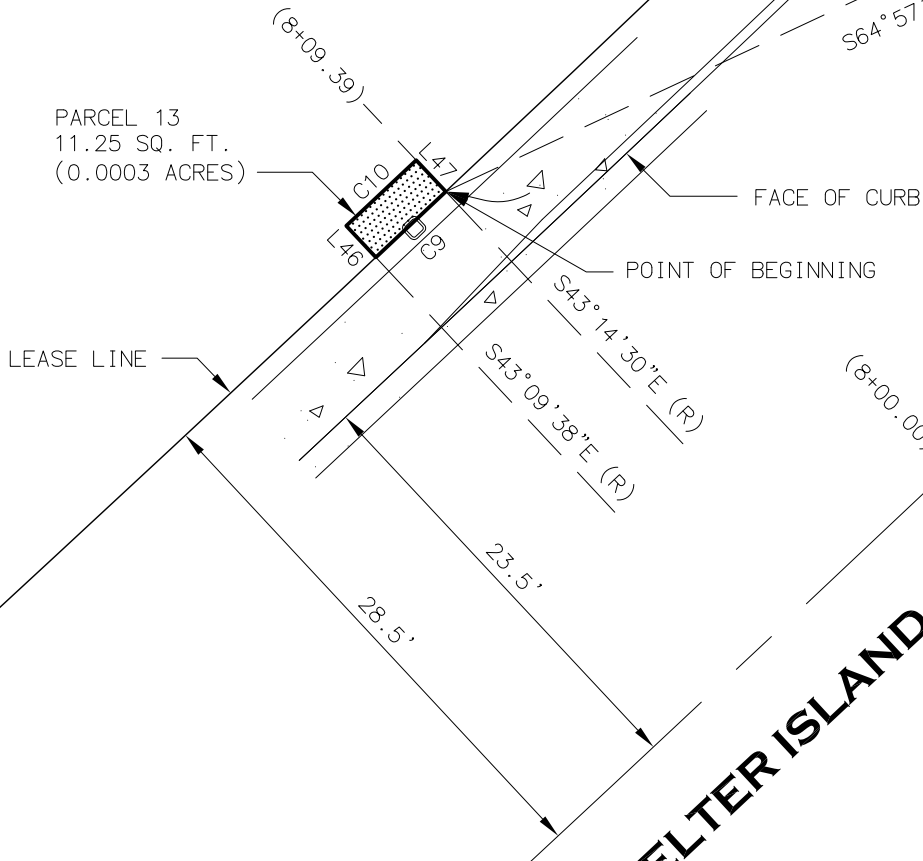 (8+09.39)
S64°57'
PARCEL 13
11.25 SQ. FT.
(0.0003 ACRES)
L47
C10
L46
C9
FACE OF CURB
POINT OF BEGINNING
S43°14'30"E (R)
S43°09'38"E (R)
LEASE LINE
(8+00.00)
23.5'
28.5'
ELTER ISLAND